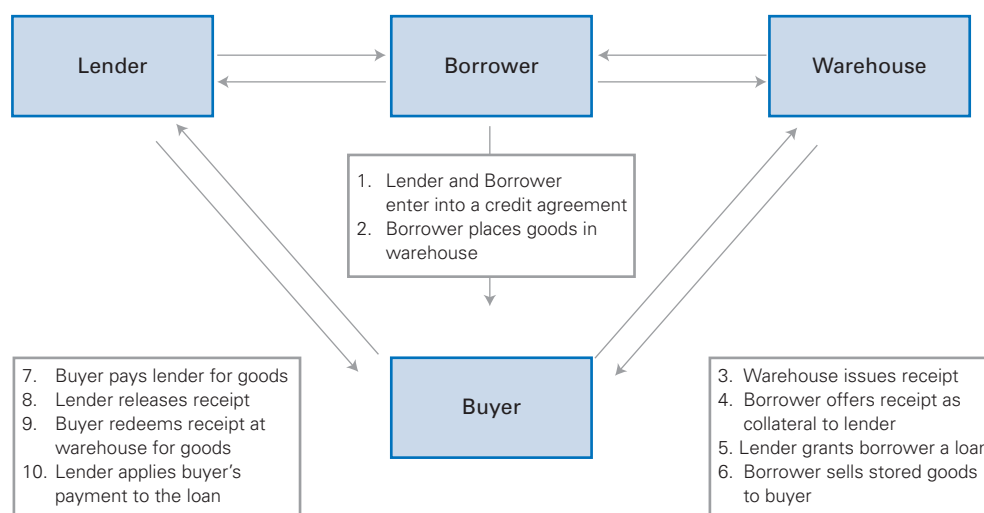 Lender
Borrower
Warehouse
1. Lender and Borrower
enter into a credit agreement
2. Borrower places goods in
warehouse
Buyer
7. Buyer pays lender for goods
8. Lender releases receipt
9. Buyer redeems receipt at
warehouse for goods
10. Lender applies buyer's
payment to the loan
3. Warehouse issues receipt
4. Borrower offers receipt as
collateral to lender
5. Lender grants borrower a loan
6. Borrower sells stored goods
to buyer